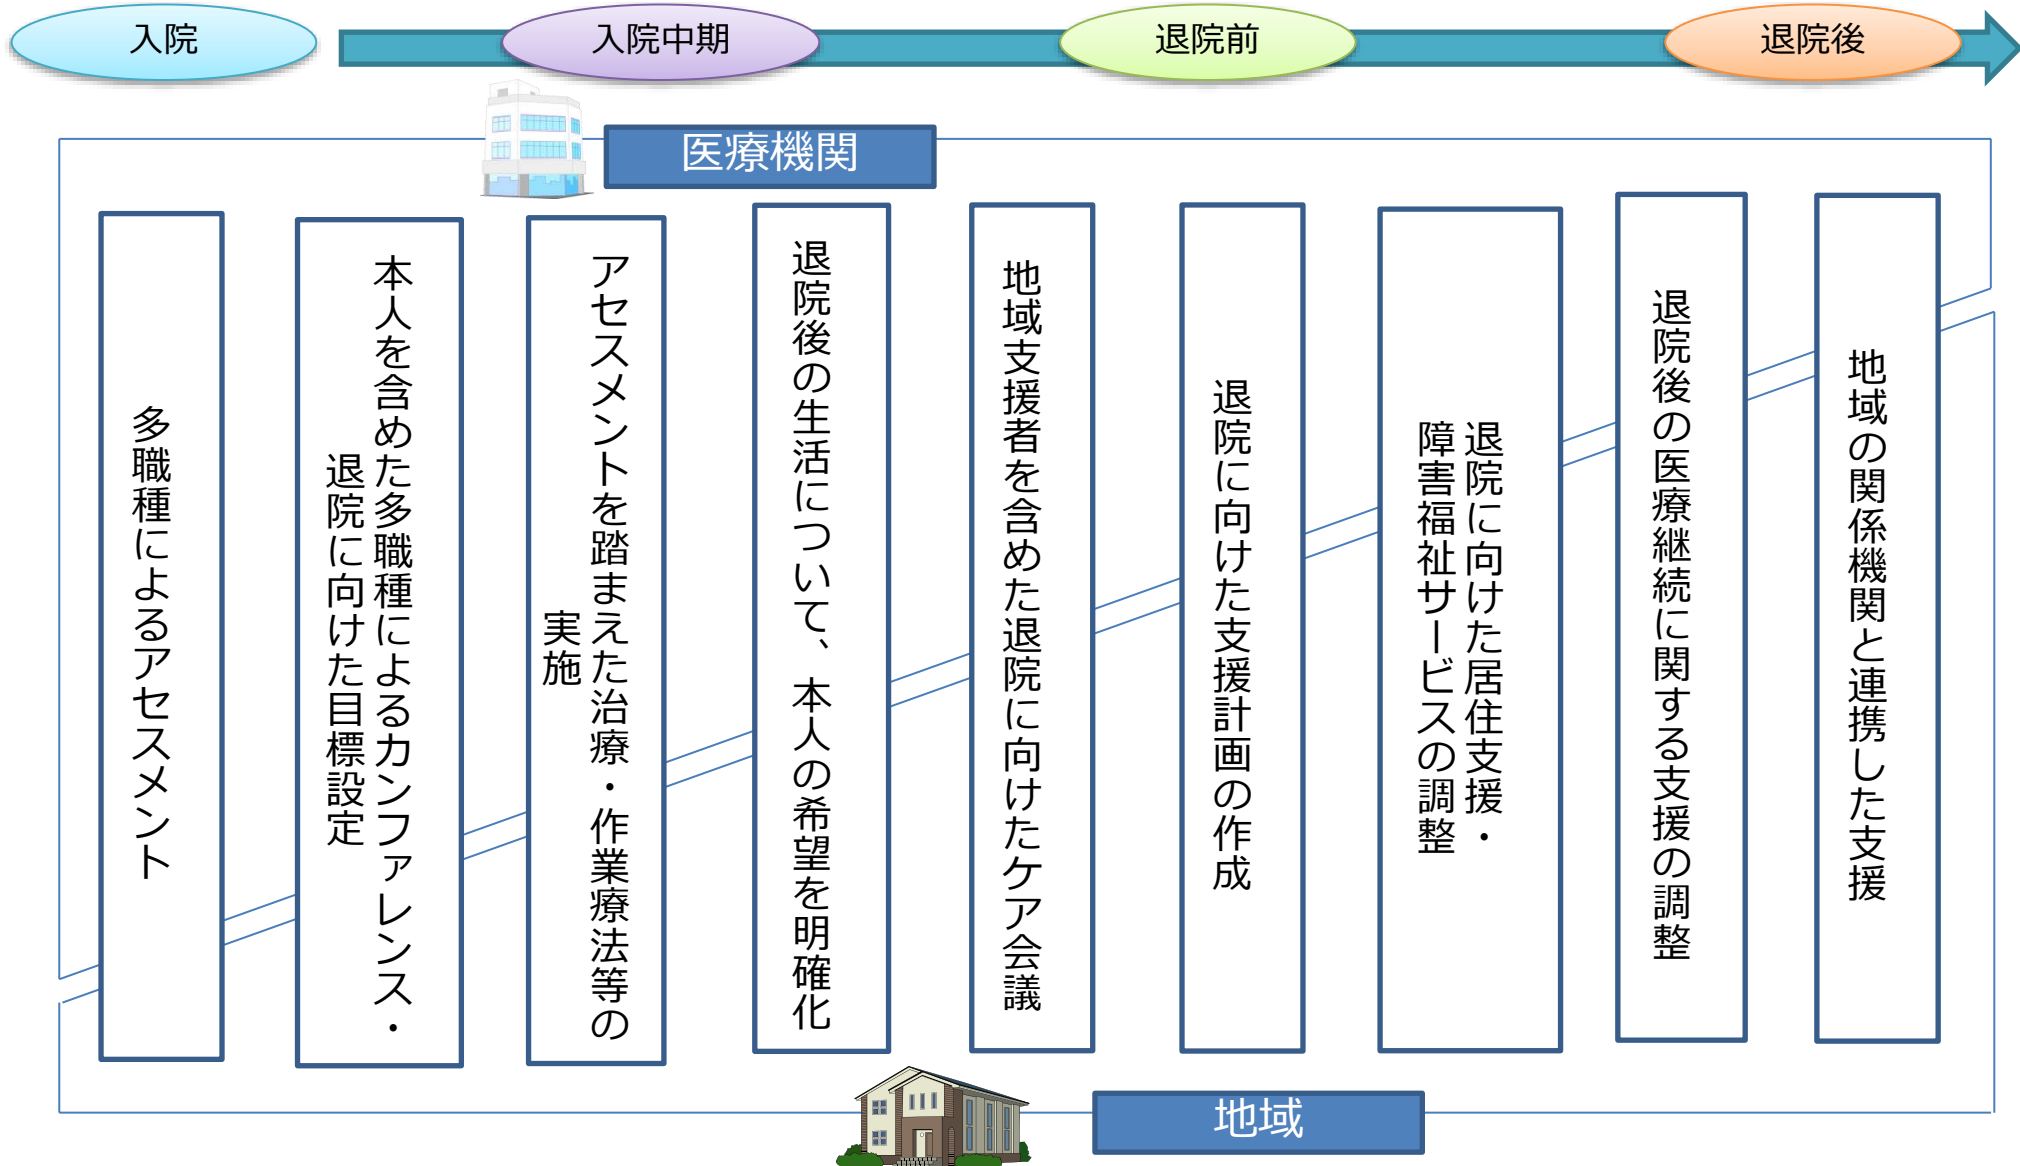 入院
入院中期
退院前
退院後
医療機関
多職種によるアセスメント
本人を含めた多職種によるカンファレンス・
退院に向けた目標設定
アセスメントを踏まえた治療・作業療法等の
実施
退院後の生活について、本人の希望を明確化
地域支援者を含めた退院に向けたケア会議
退院に向けた支援計画の作成
退院に向けた居住支援・
障害福祉サービスの調整
退院後の医療継続に関する支援の調整
地域の関係機関と連携した支援
地域